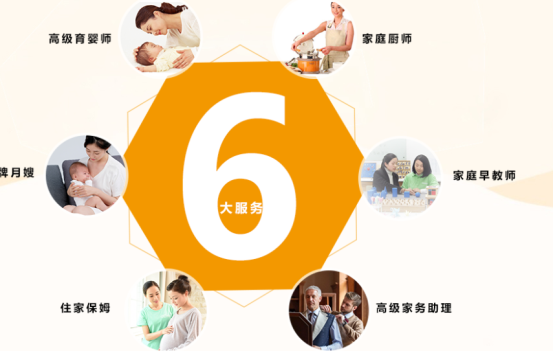 高级育婴师
家庭厨师
6
大服务
牌月嫂
家庭早教师
住家保姆
高级家务助理